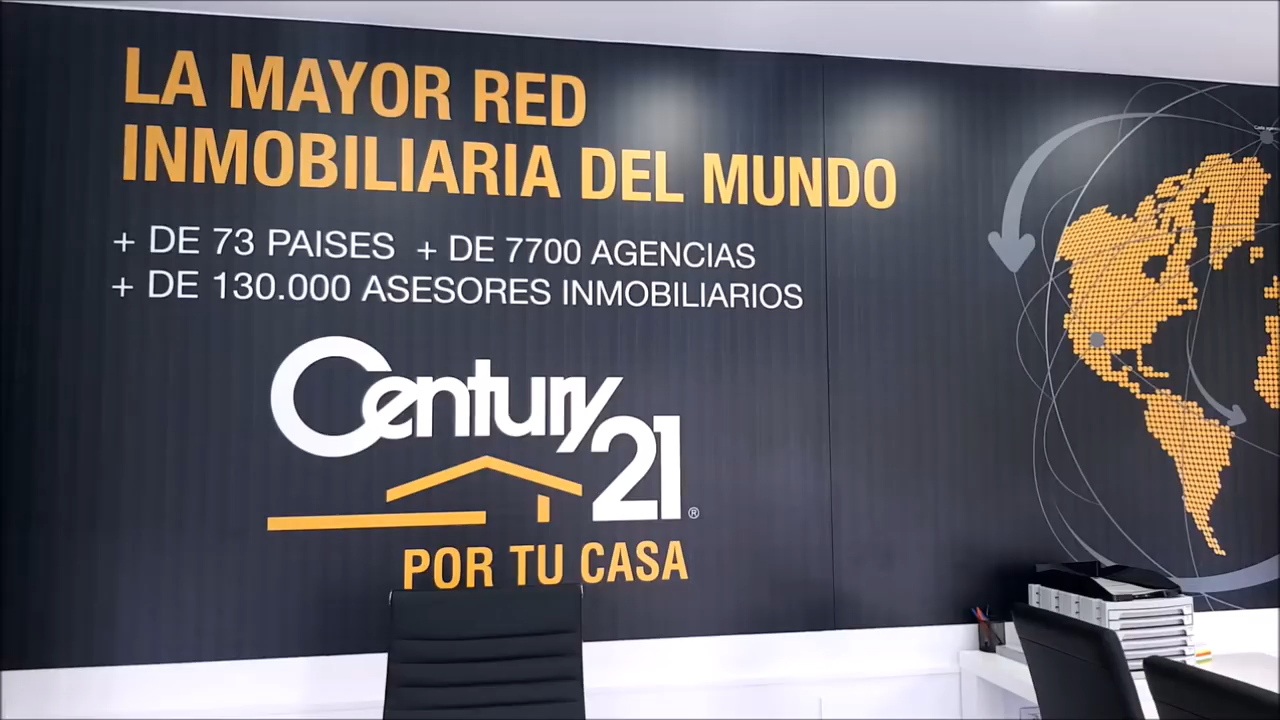 LA MAYOR RED
INMOBILIARIA DEL MUNDO
+ DE 73 PAISES + DE 7700 AGENCIAS
+ DE 130.000 ASESORES INMOBILIARIOS
Century
21®
POR TU CASA